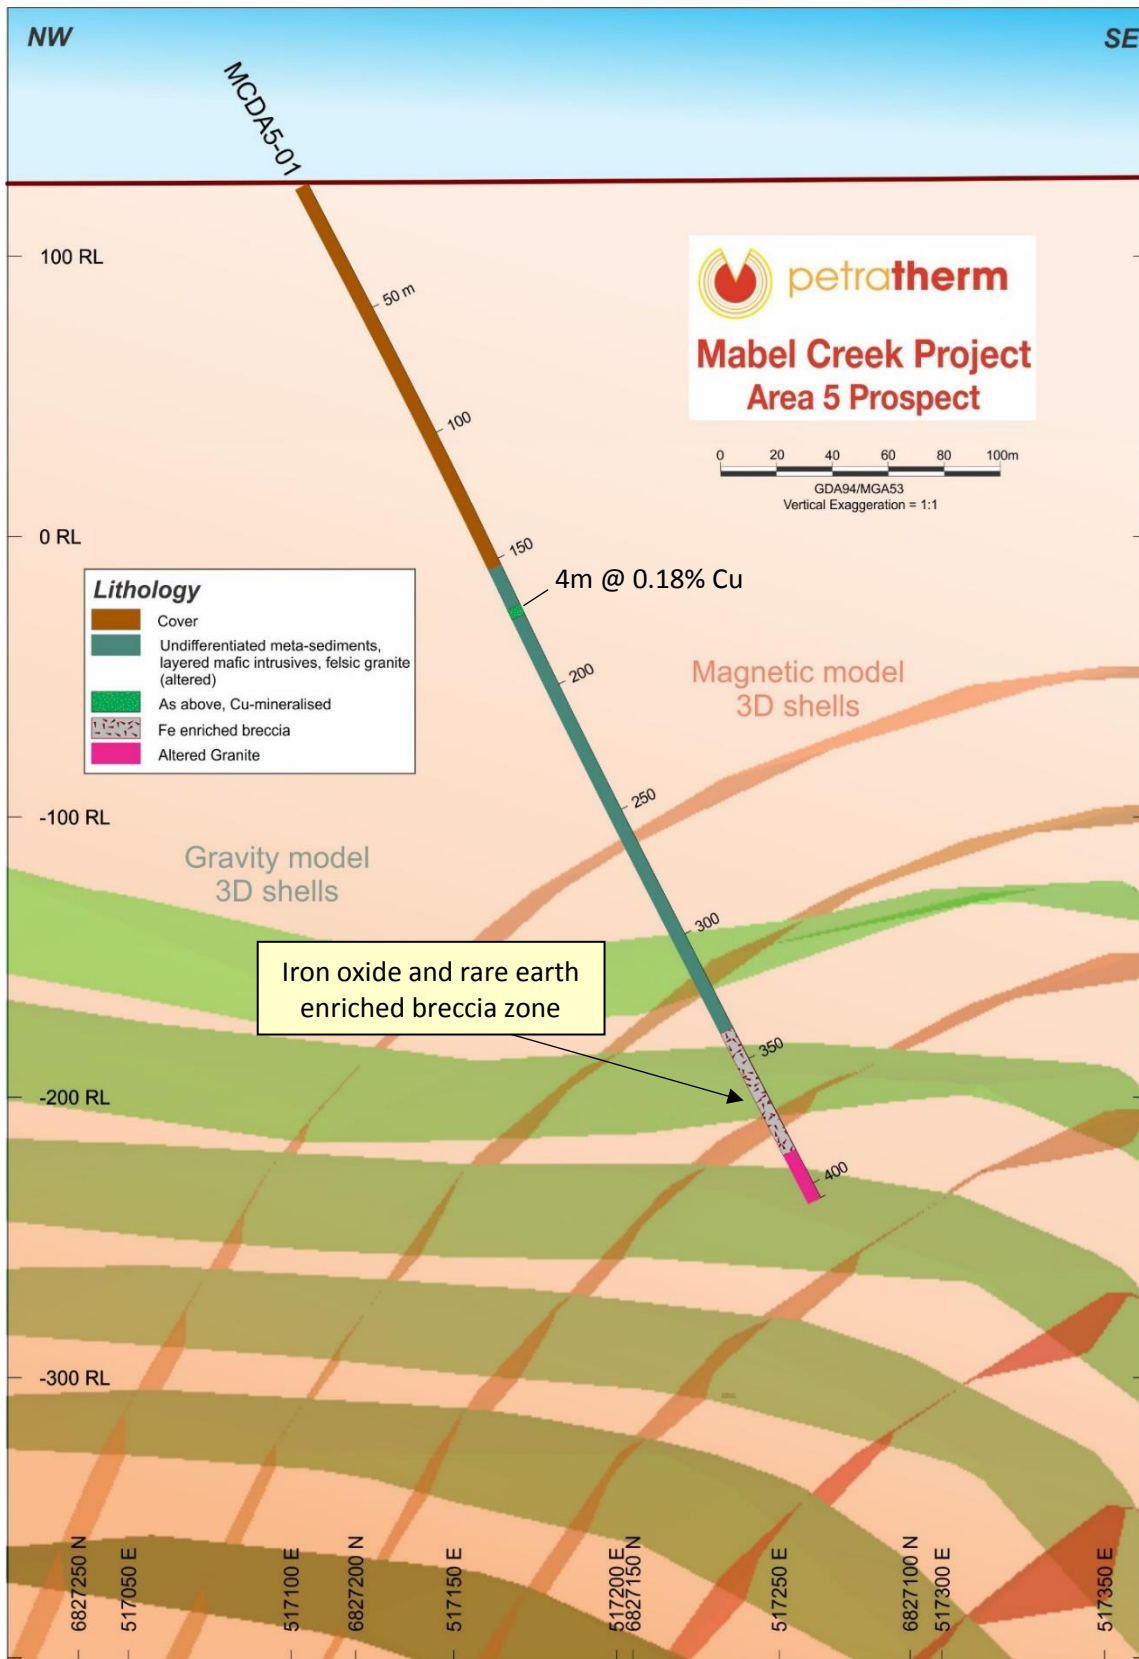 NW
SE
MCDA5-01
100 RL
50 m
petratherm
Mabel Creek Project
Area 5 Prospect
100
0 20 40 60 80 100m
GDA94/MGA53
Vertical Exaggeration = 1:1
0 RL
150
4m @ 0.18% Cu
Lithology
Cover
Undifferentiated meta-sediments,
layered mafic intrusives, felsic granite
(altered)
As above, Cu-mineralised
Fe enriched breccia
Altered Granite
200
Magnetic model
3D shells
250
-100 RL
Gravity model
3D shells
300
Iron oxide and rare earth
enriched breccia zone
350
-200 RL
400
-300 RL
6827250 N
517050 E
517100 E
6827200 N
517150 E
517200 E
6827150 N
517250 E
6827100 N
517300 E
517350 E